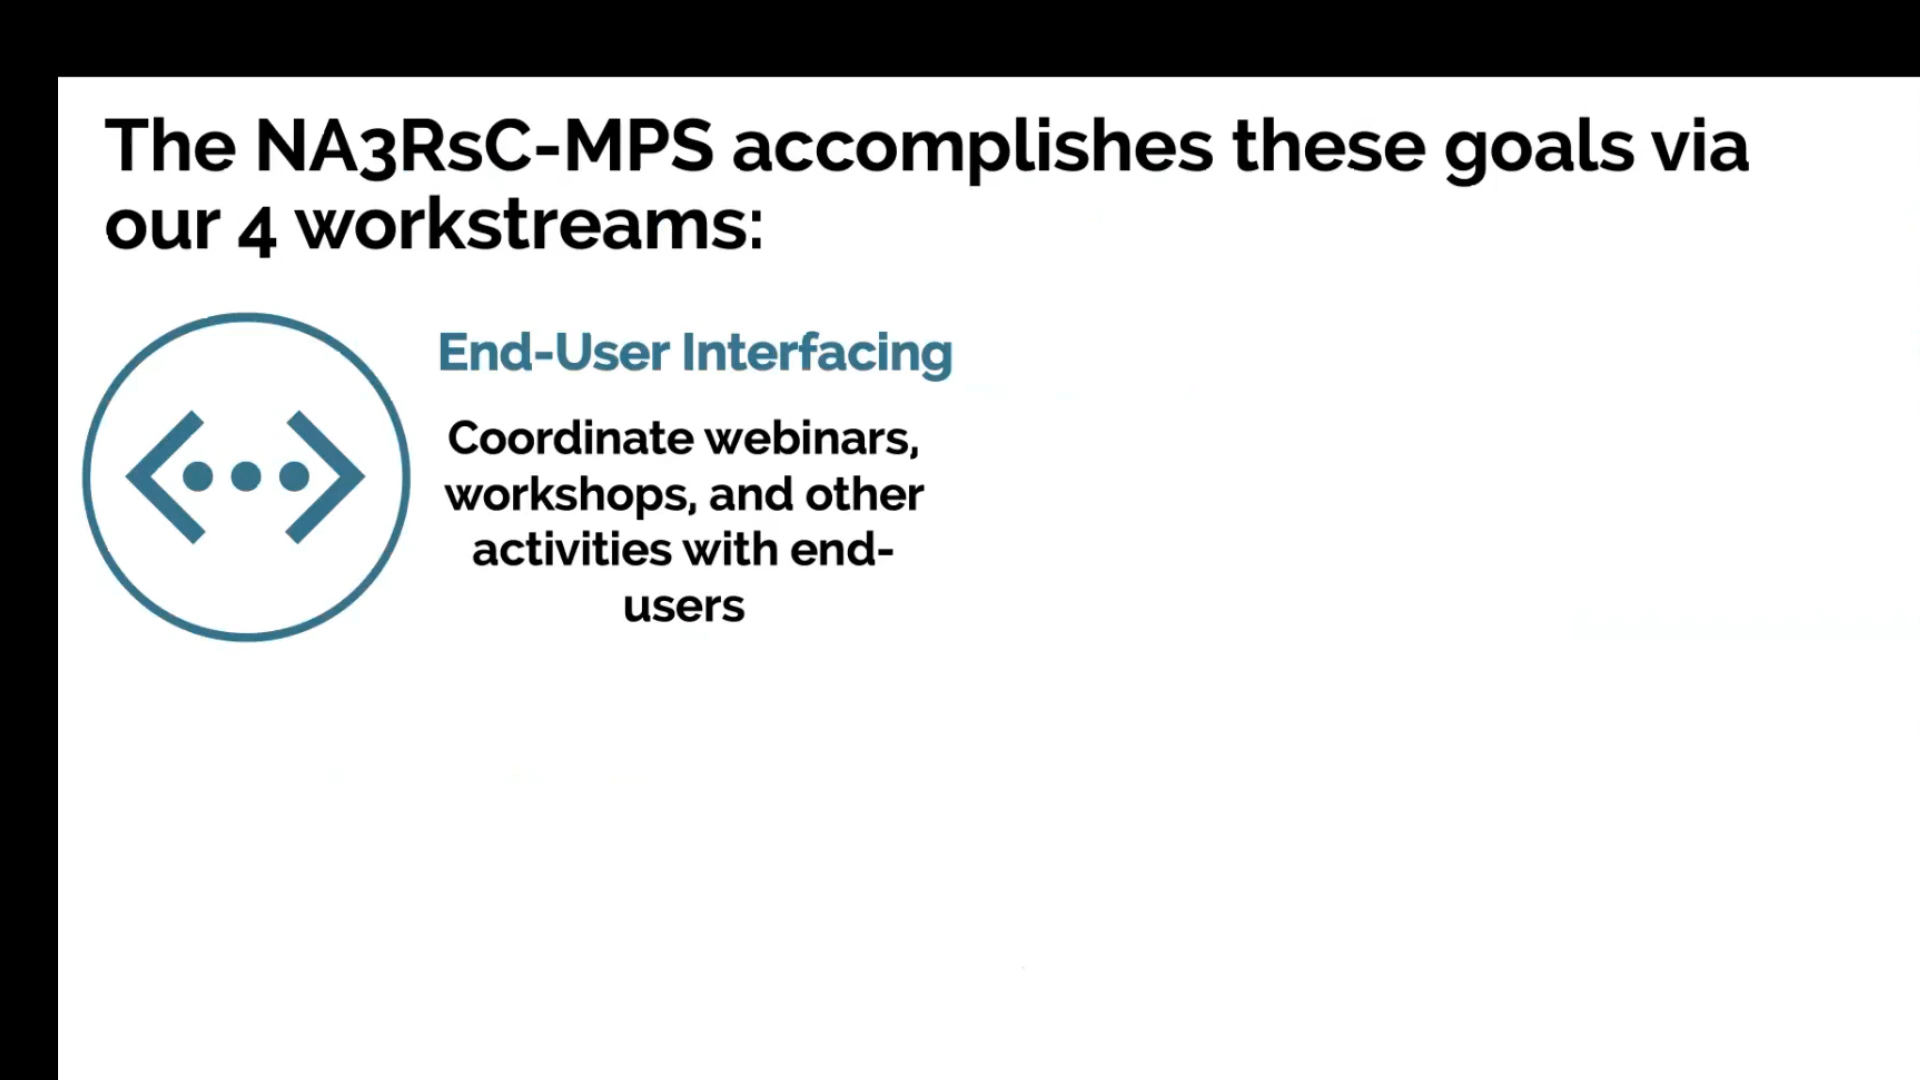 The NA3RsC-MPS accomplishes these goals via
our 4 workstreams:
End-User Interfacing
Coordinate webinars,
workshops, and other
activities with end-
users